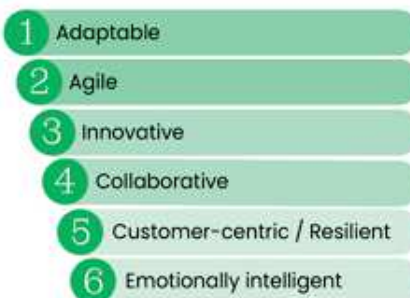 1 Adaptable
2 Agile
3 Innovative
4 Collaborative
5 Customer-centric / Resilient
6 Emotionally intelligent